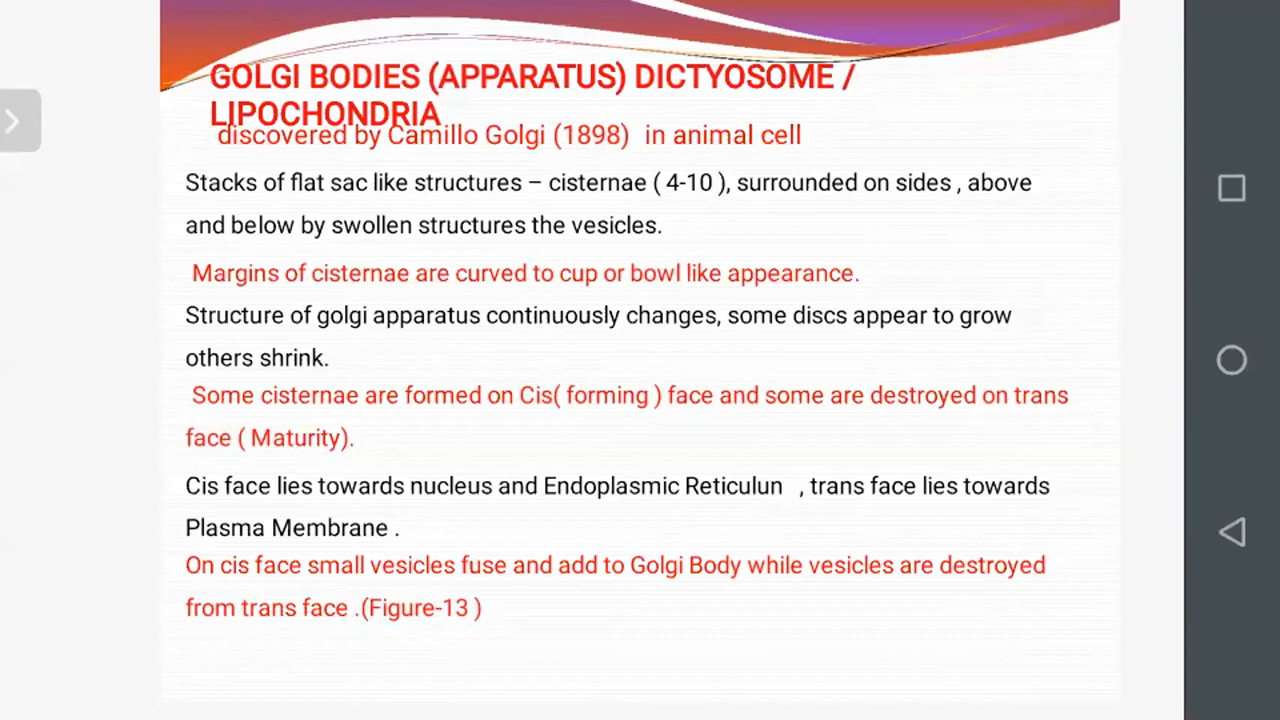 GOLGI BODIES (APPARATUS) DICTYOSOME /
LIPOCHONDRIA
discovered by Camillo Golgi (1898) in animal cell
Stacks of flat sac like structures – cisternae ( 4-10 ), surrounded on sides , above
and below by swollen structures the vesicles.
Margins of cisternae are curved to cup or bowl like appearance.
Structure of golgi apparatus continuously changes, some discs appear to grow
others shrink.
Some cisternae are formed on Cis( forming ) face and some are destroyed on trans
face ( Maturity).
Cis face lies towards nucleus and Endoplasmic Reticulun , trans face lies towards
Plasma Membrane .
On cis face small vesicles fuse and add to Golgi Body while vesicles are destroyed
from trans face .(Figure-13 )